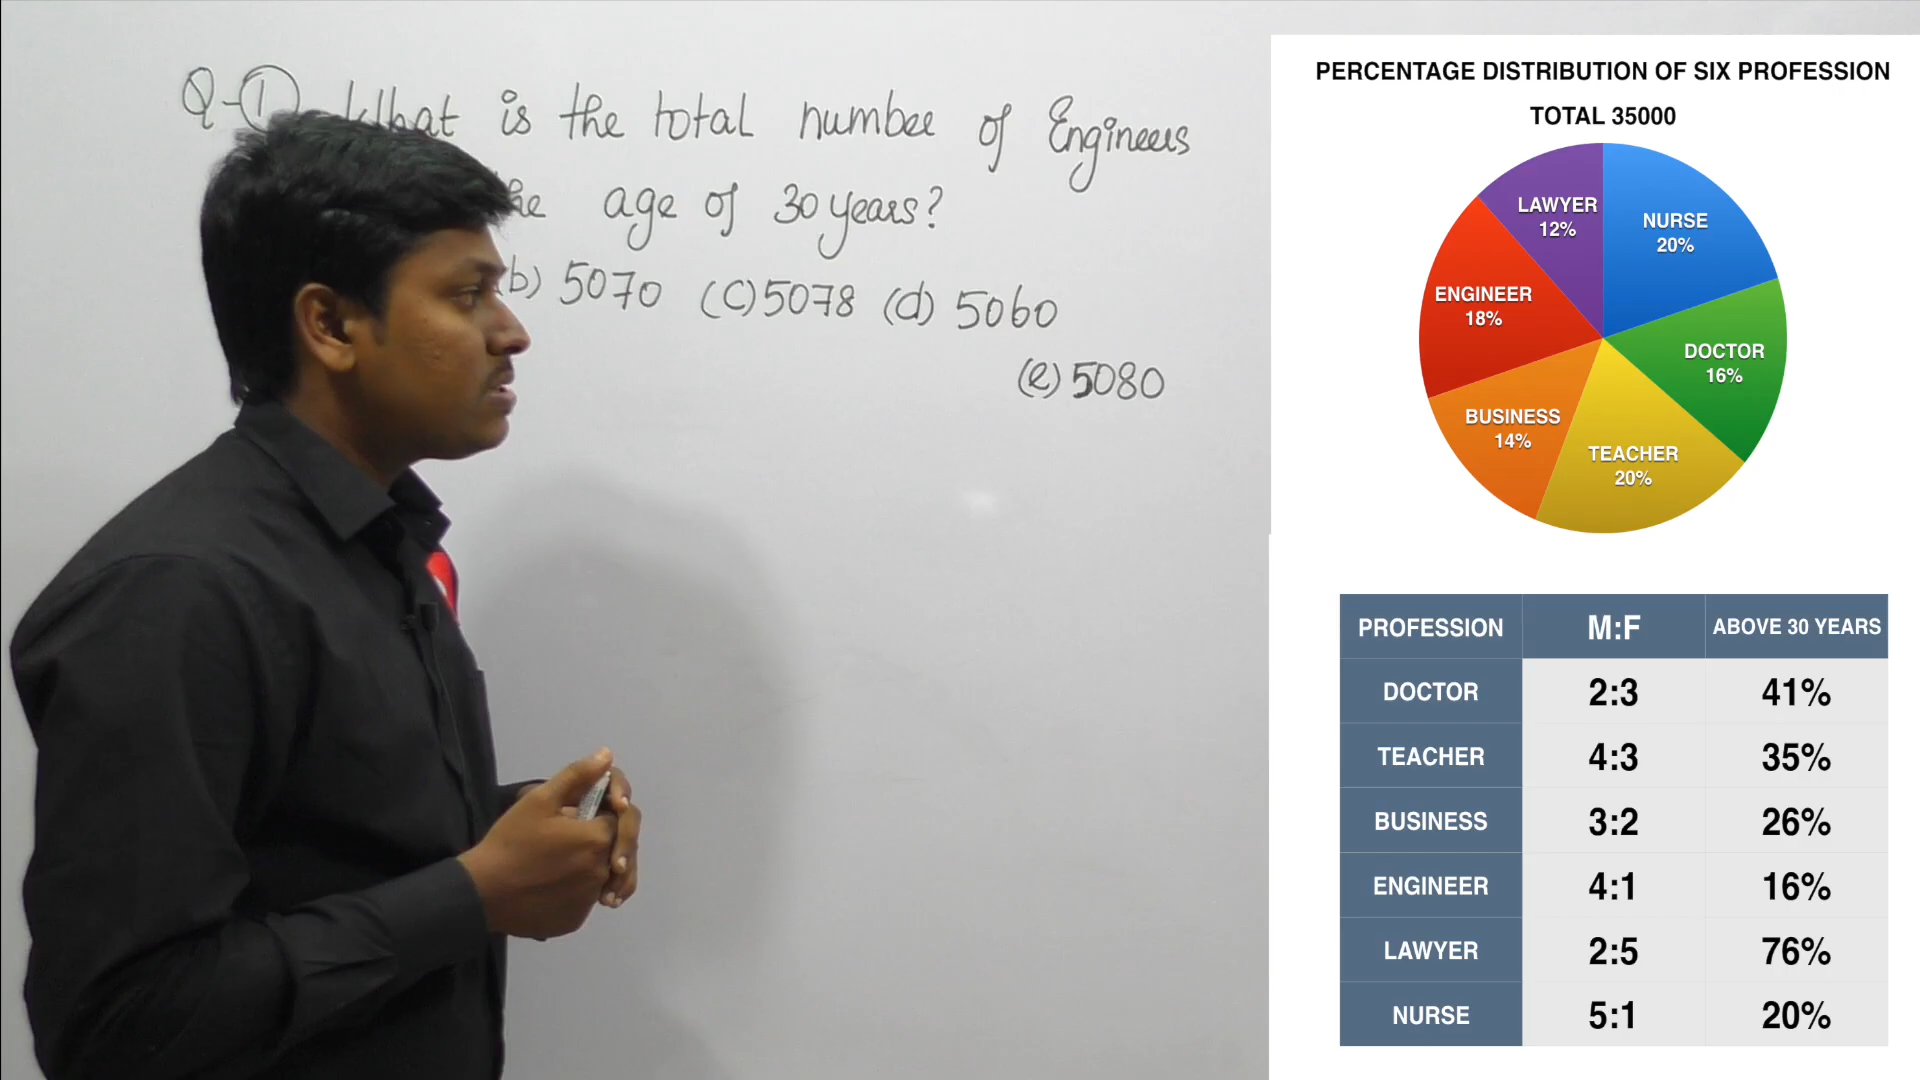 Q-1 What is the total number of Engineers
age of 30 years?
(b) 5070 (c) 5078 (d) 5060
(e) 5080
PERCENTAGE DISTRIBUTION OF SIX PROFESSION
TOTAL 35000
LAWYER
12%
NURSE
20%
ENGINEER
18%
DOCTOR
16%
BUSINESS
14%
TEACHER
20%
PROFESSION M:F ABOVE 30 YEARS
DOCTOR 2:3 41%
TEACHER 4:3 35%
BUSINESS 3:2 26%
ENGINEER 4:1 16%
LAWYER 2:5 76%
NURSE 5:1 20%